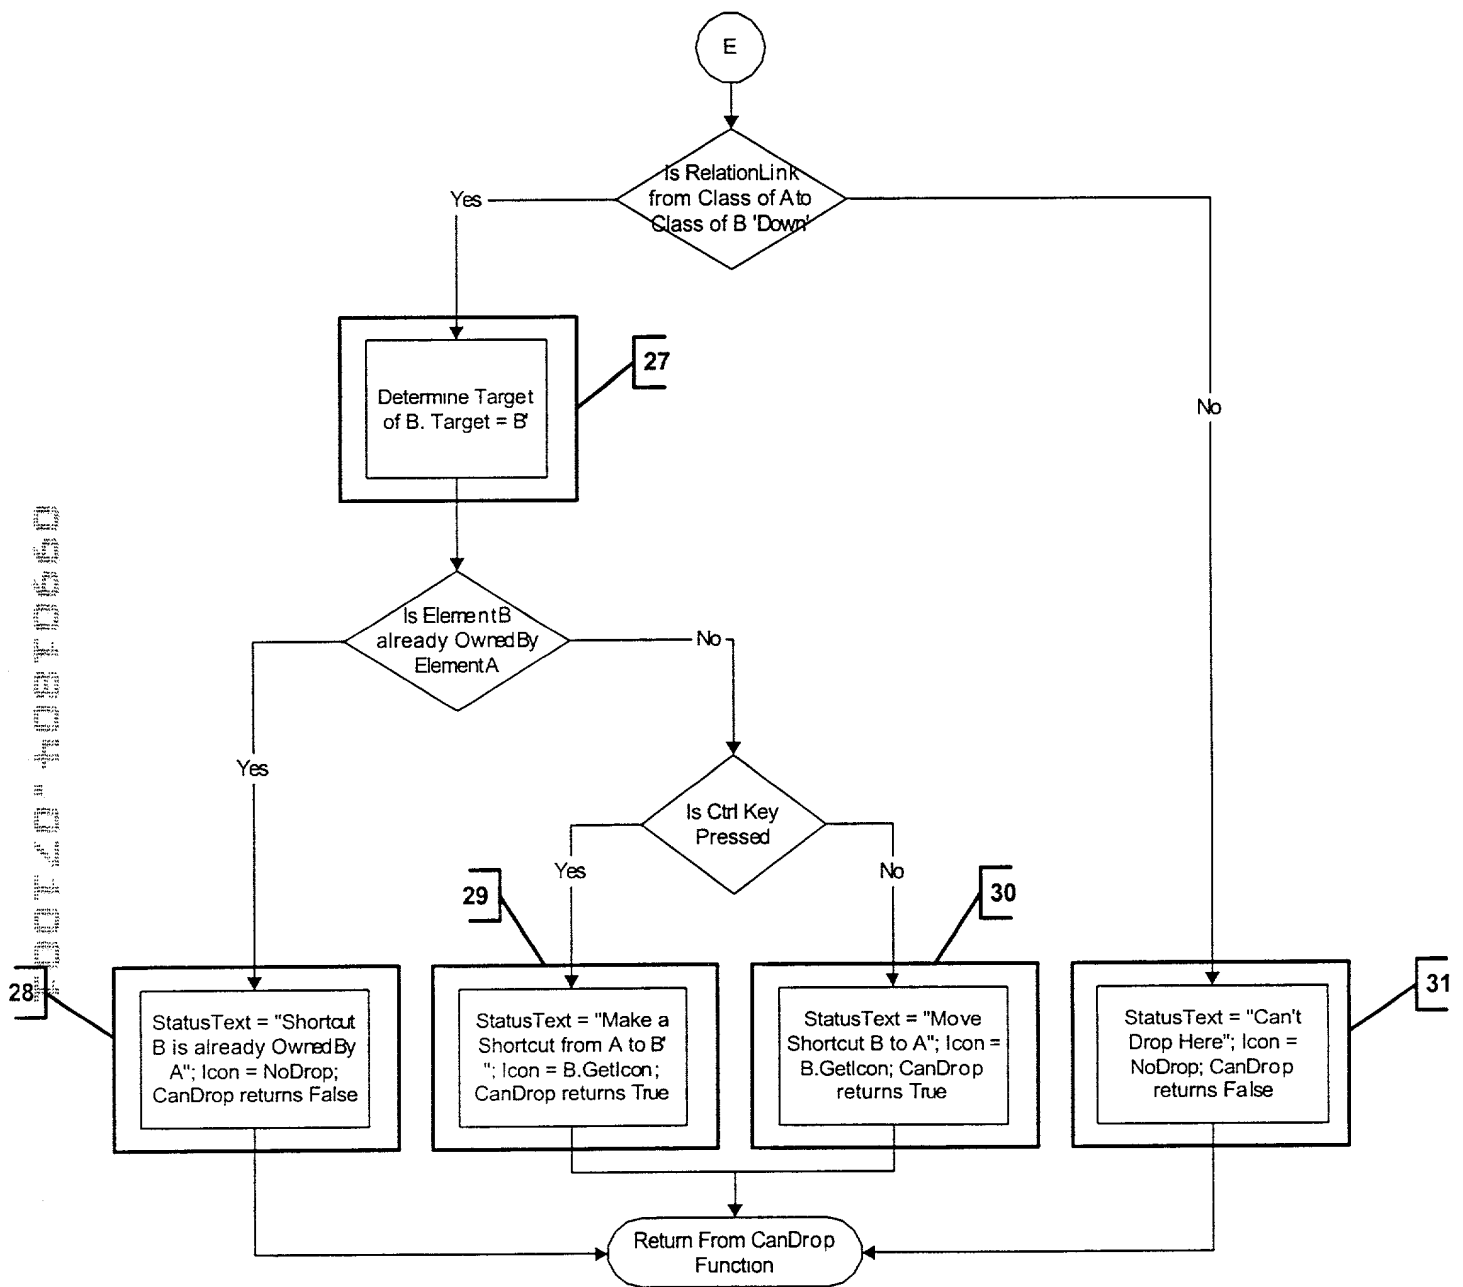 E
Is RelationLink
from Class of A to
Class of B 'Down'
Yes
27
Determine Target
of B. Target = B'
No
Is Element B
already OwnedBy
Element A
No
Yes
Is Ctrl Key
Pressed
Yes
No
29
30
28
31
StatusText = "Shortcut
B is already OwnedBy
A"; Icon = NoDrop;
CanDrop returns False
StatusText = "Make a
Shortcut from A to B'
"; Icon = B.GetIcon;
CanDrop returns True
StatusText = "Move
Shortcut B to A"; Icon =
B.GetIcon; CanDrop
returns True
StatusText = "Can't
Drop Here"; Icon =
NoDrop; CanDrop
returns False
Return From CanDrop
Function